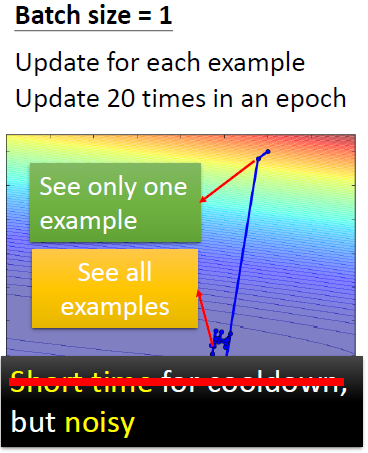 Batch size = 1
Update for each example
Update 20 times in an epoch
See only one
example
See all
examples
Short time for cooldown,
but noisy